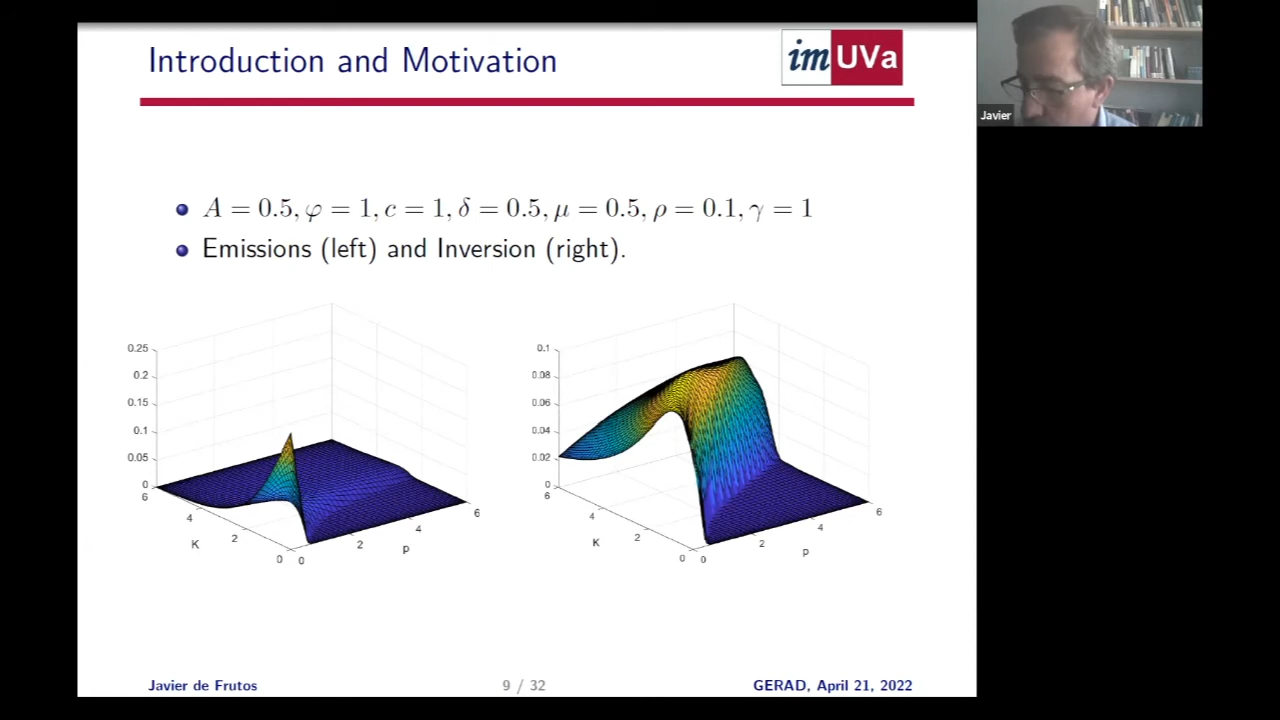 Introduction and Motivation
im UVa
Javier
A = 0.5, φ = 1, c = 1, δ = 0.5, μ = 0.5, ρ = 0.1, γ = 1
Emissions (left) and Inversion (right).
0.25
0.2
0.15
0.1
0.05
0
6
4
2
0
K
0
2
4
6
p
0.1
0.08
0.06
0.04
0.02
0
6
4
2
0
K
0
2
4
6
p
Javier de Frutos
9 / 32
GERAD, April 21, 2022